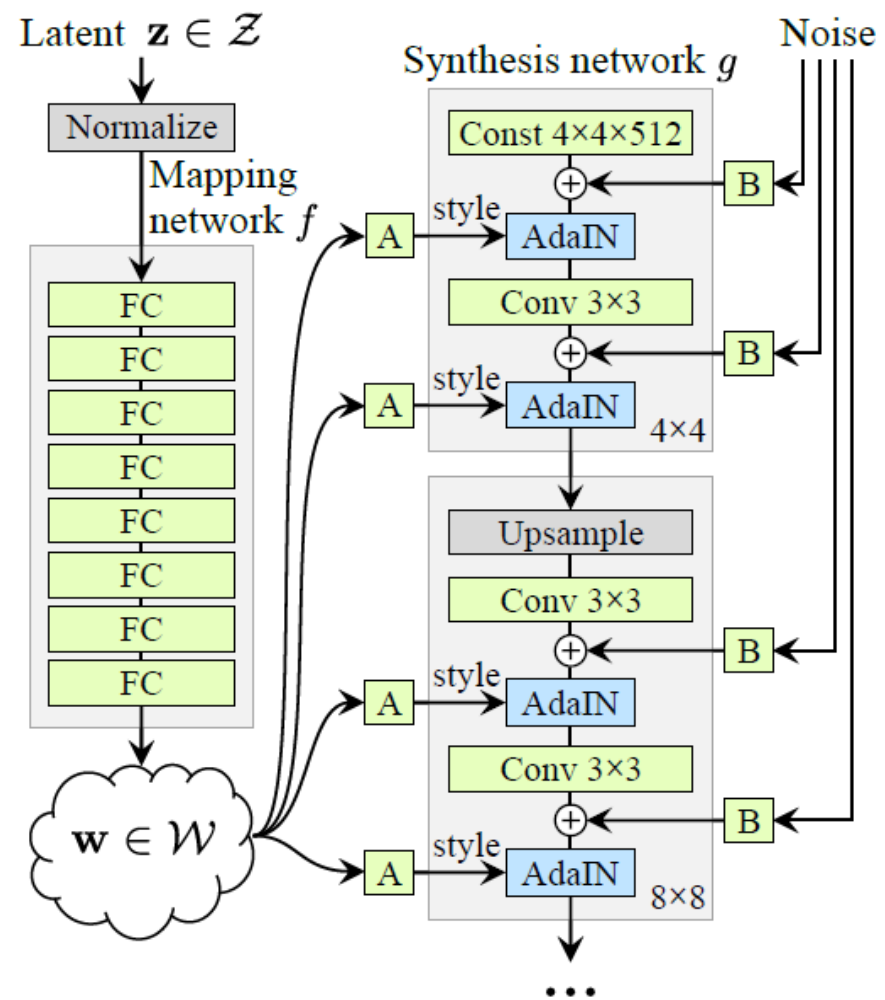 Latent z ∈ 𝒵
Normalize
Mapping
network f
FC
FC
FC
FC
FC
FC
FC
FC
w ∈ 𝒲
Synthesis network g
Noise
Const 4×4×512
+
B
A
style
AdaIN
Conv 3×3
+
B
A
style
AdaIN
4×4
Upsample
Conv 3×3
+
B
A
style
AdaIN
Conv 3×3
+
B
A
style
AdaIN
8×8
...